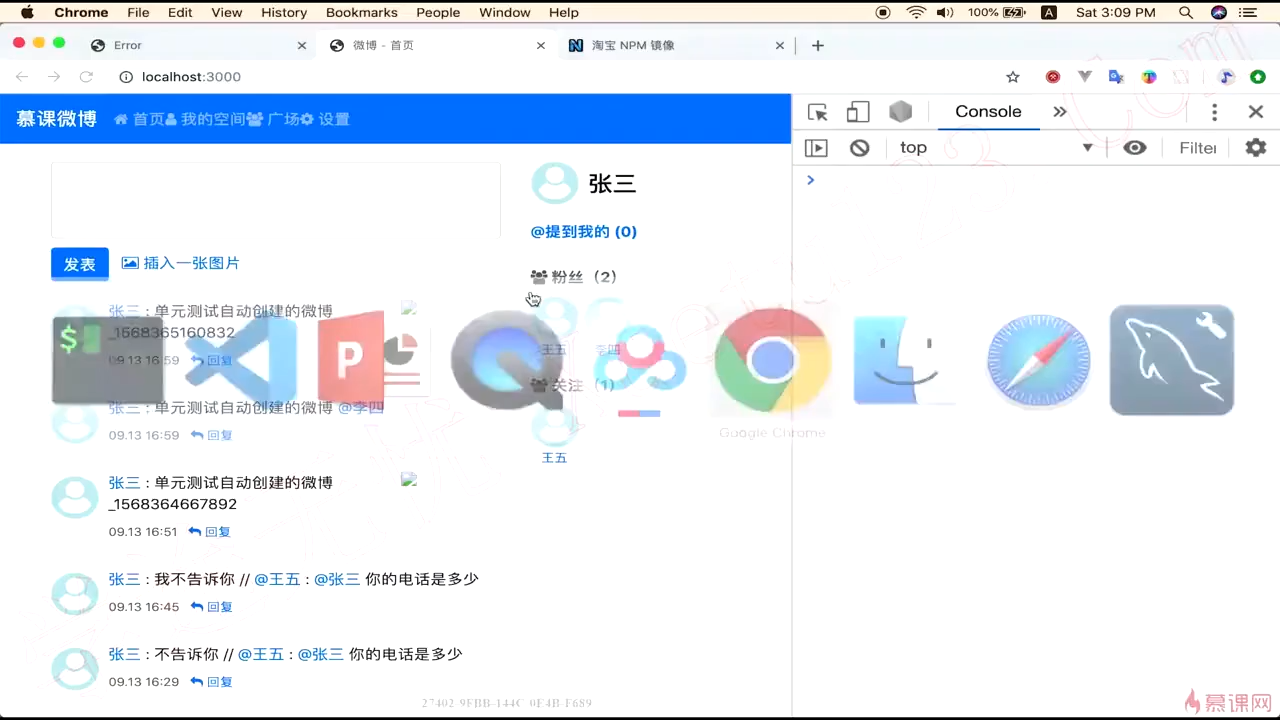 Chrome File Edit View History Bookmarks People Window Help 100% A Sat 3:09 PM
Error 微博 - 首页 淘宝 NPM 镜像
localhost:3000
慕课微博 首页 我的空间 广场 设置
Console
top Filter
张三
@提到我的 (0)
发表 插入一张图片
粉丝（2）
王五 李四
关注（1）
王五
张三 : 单元测试自动创建的微博
_1568365160832
09.13 16:59 回复
张三 : 单元测试自动创建的微博 @李四
09.13 16:59 回复
张三 : 单元测试自动创建的微博
_1568364667892
09.13 16:51 回复
张三 : 我不告诉你 // @王五 : @张三 你的电话是多少
09.13 16:45 回复
张三 : 不告诉你 // @王五 : @张三 你的电话是多少
09.13 16:29 回复
$
P
Google Chrome
慕课网